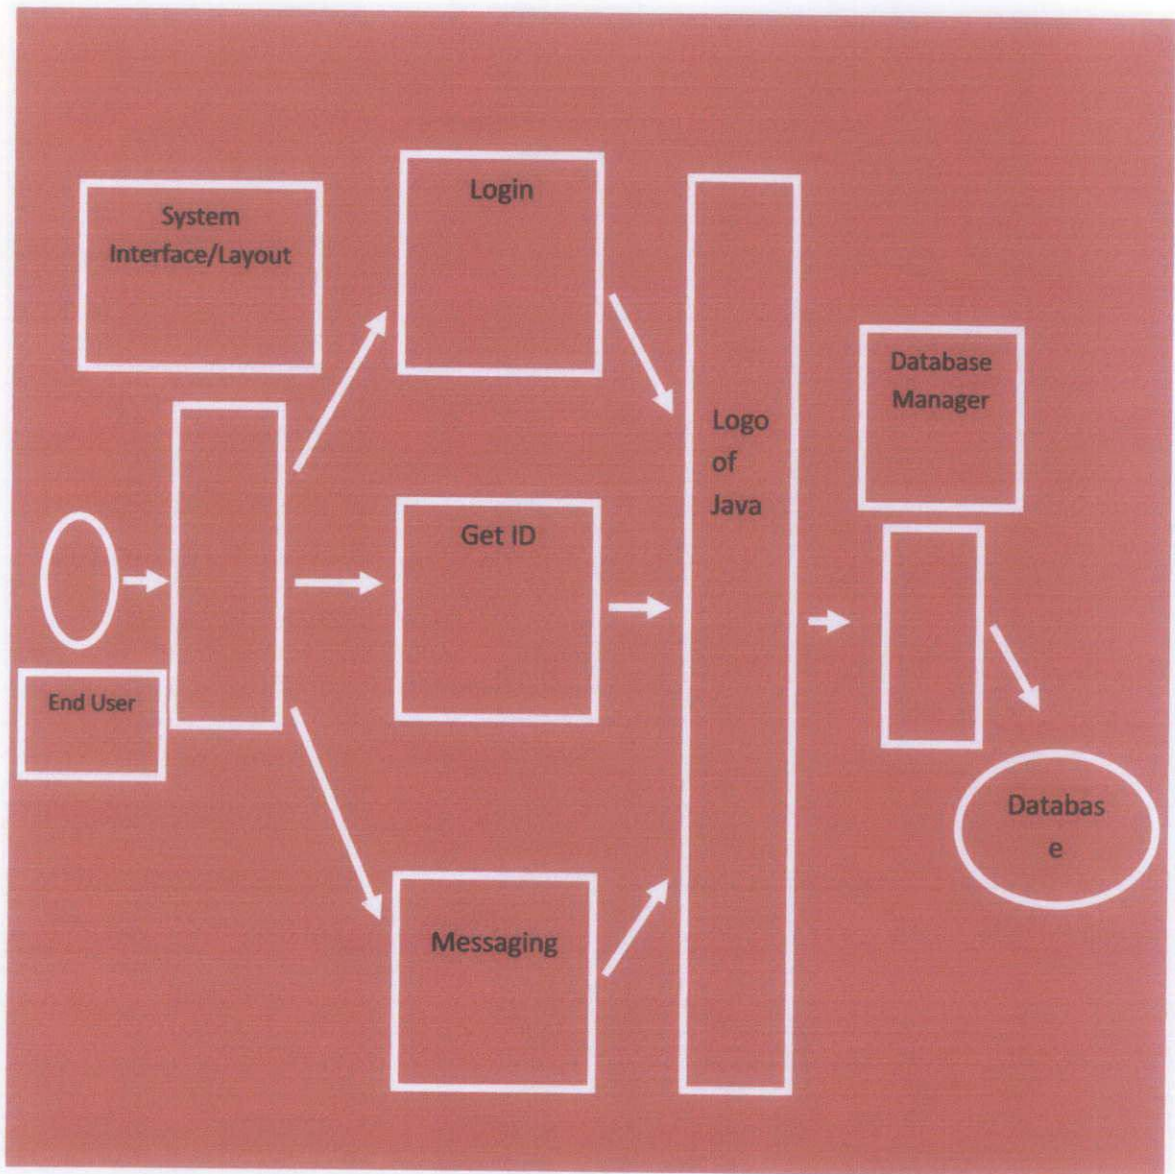 System
Interface/Layout
Login
Logo
of
Java
Database
Manager
Get ID
End User
Databas
e
Messaging